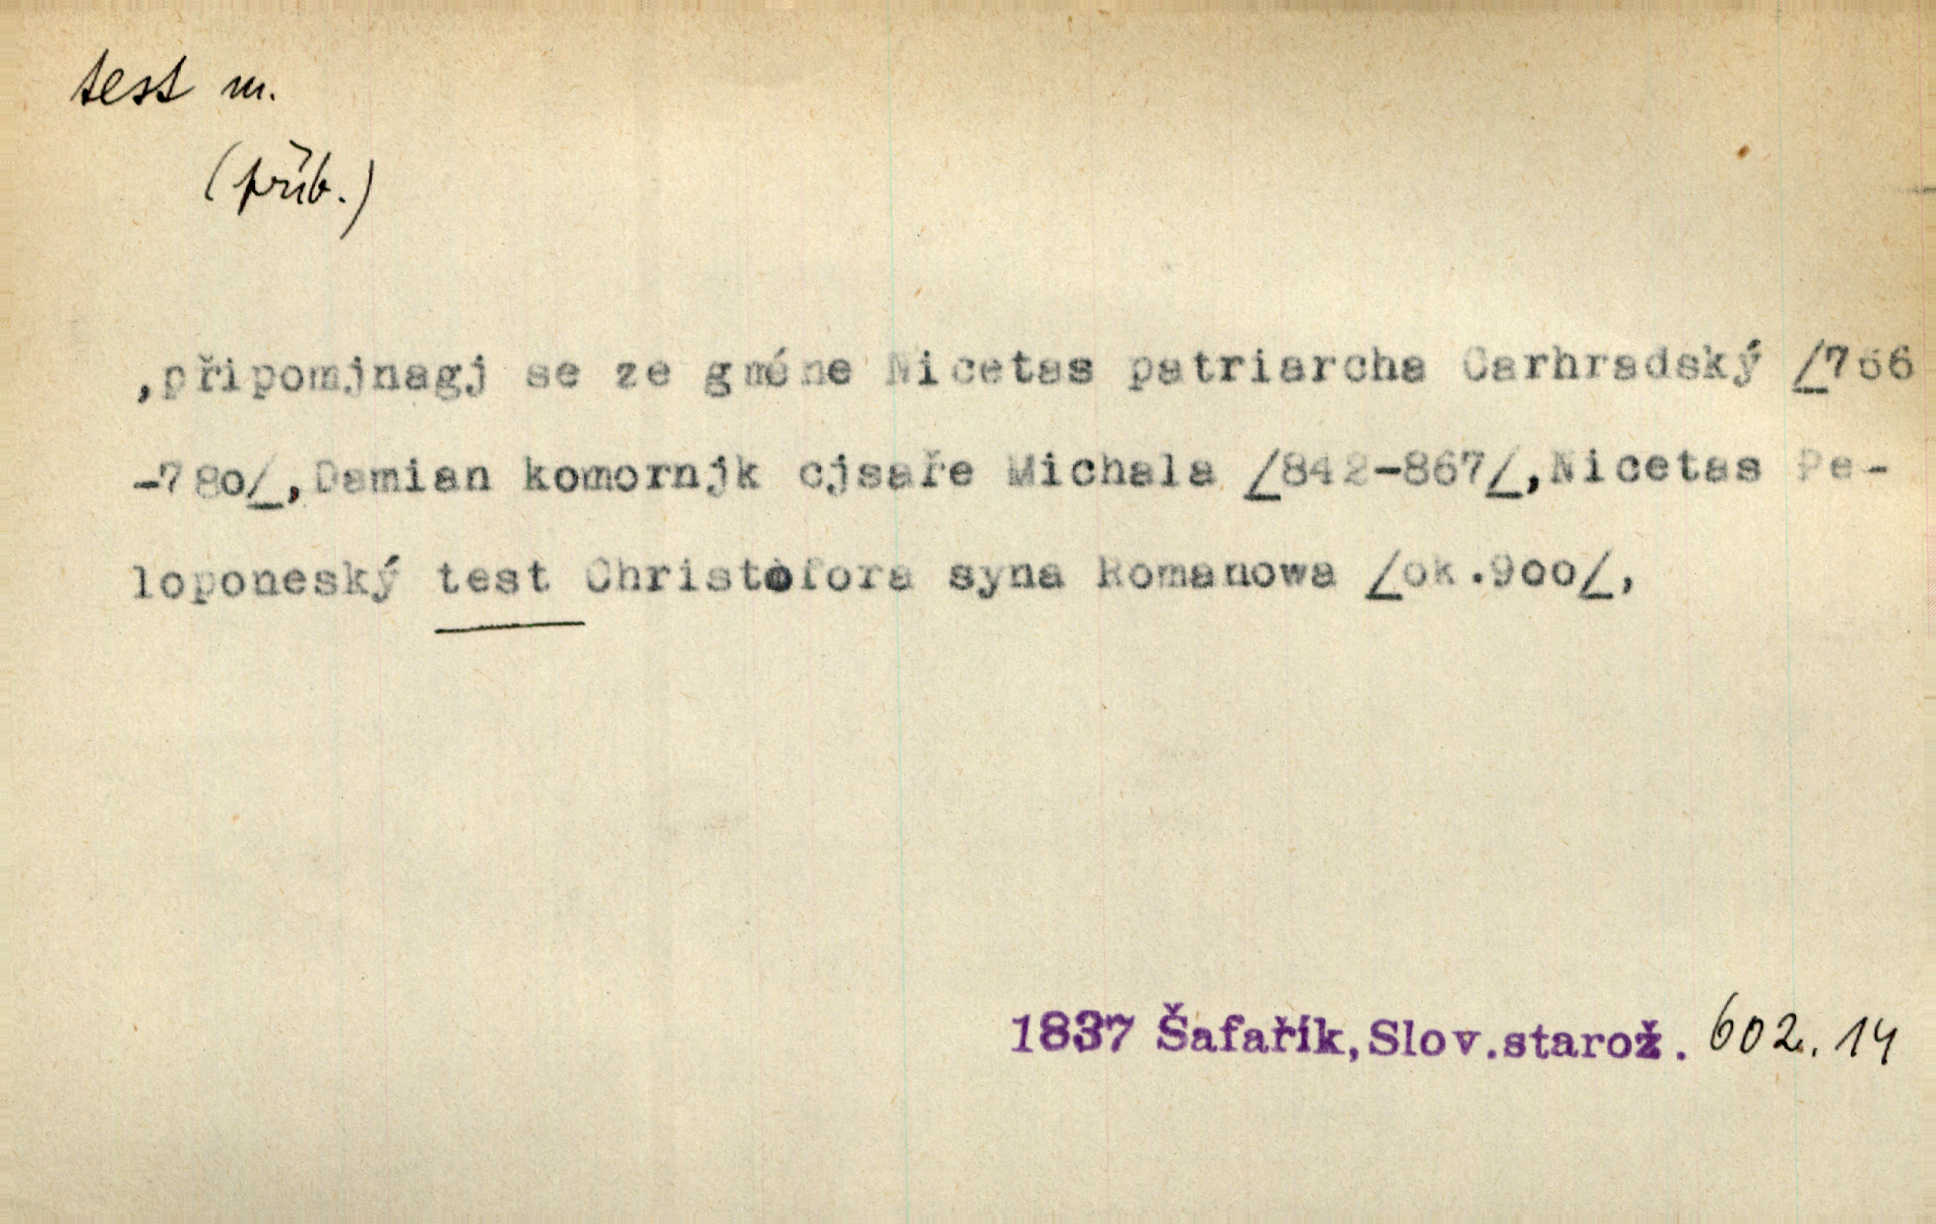 test m.
(příb.)
,připomjnagj se ze gméne Nicetas patriarcha Carhradský /766
-780/,Damian komornjk cjsaře Michala /842-867/,Nicetas Pe-
loponeský test Christofora syna Romanowa /ok.900/,
1837 Šafařík,Slov.starož. 602. 14